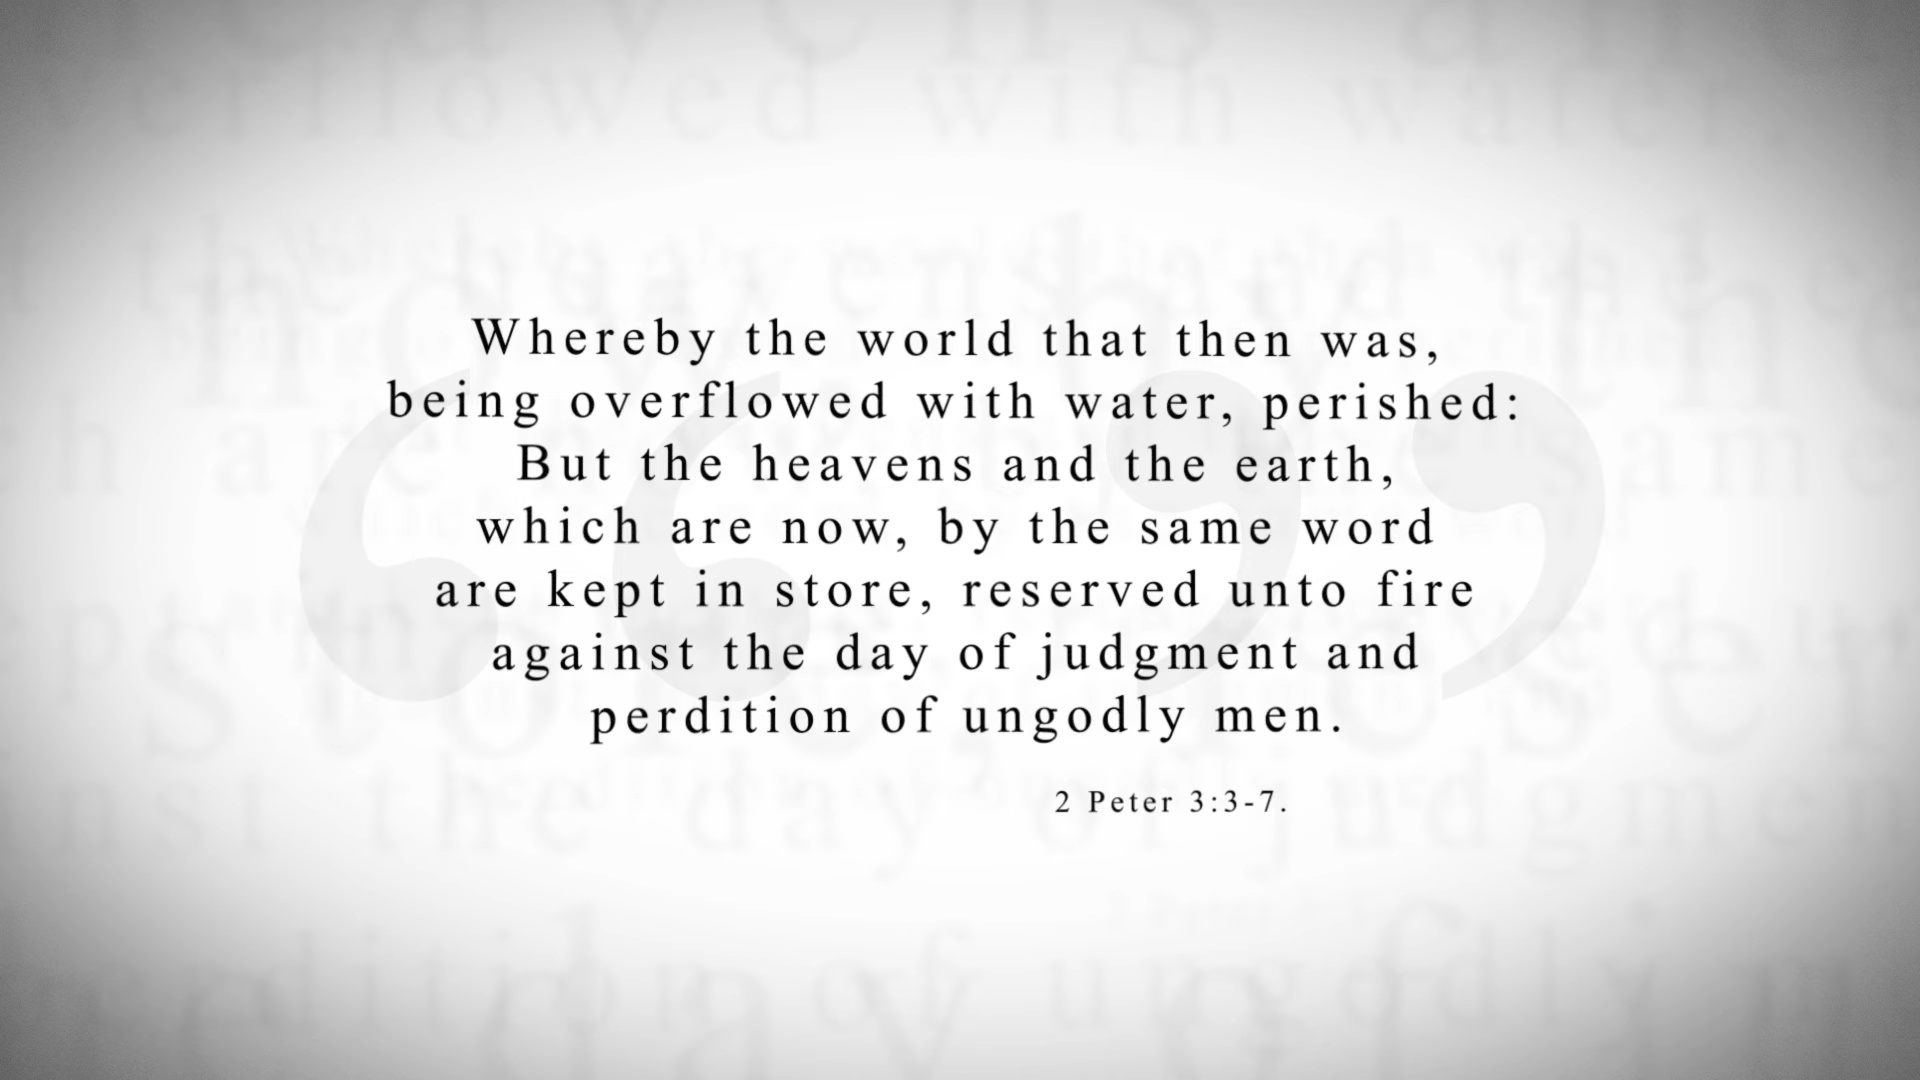 Whereby the world that then was,
being overflowed with water, perished:
But the heavens and the earth,
which are now, by the same word
are kept in store, reserved unto fire
against the day of judgment and
perdition of ungodly men.
2 Peter 3:3-7.